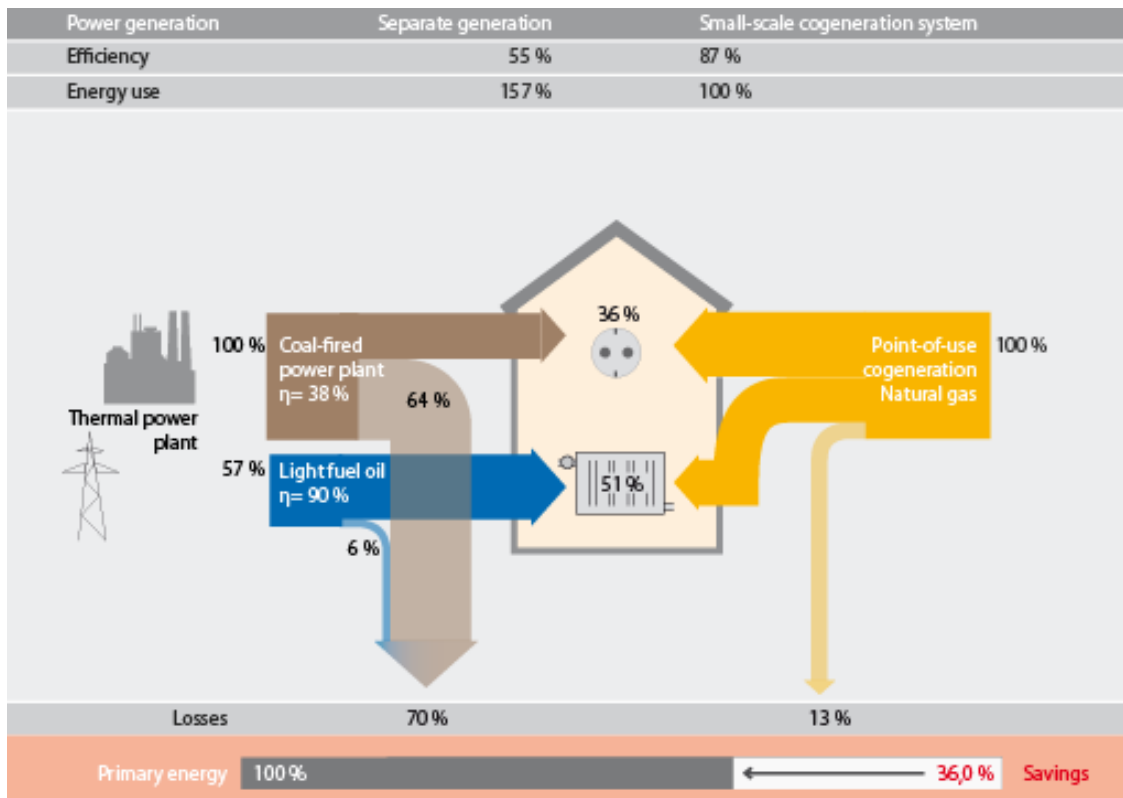 Power generation Separate generation Small-scale cogeneration system
Efficiency 55 % 87 %
Energy use 157 % 100 %
36 %
100 % Coal-fired power plant η= 38 %
Point-of-use cogeneration Natural gas 100 %
64 %
Thermal power plant
57 % Light fuel oil η= 90 %
51 %
6 %
Losses 70 % 13 %
Primary energy 100 % 36,0 % Savings